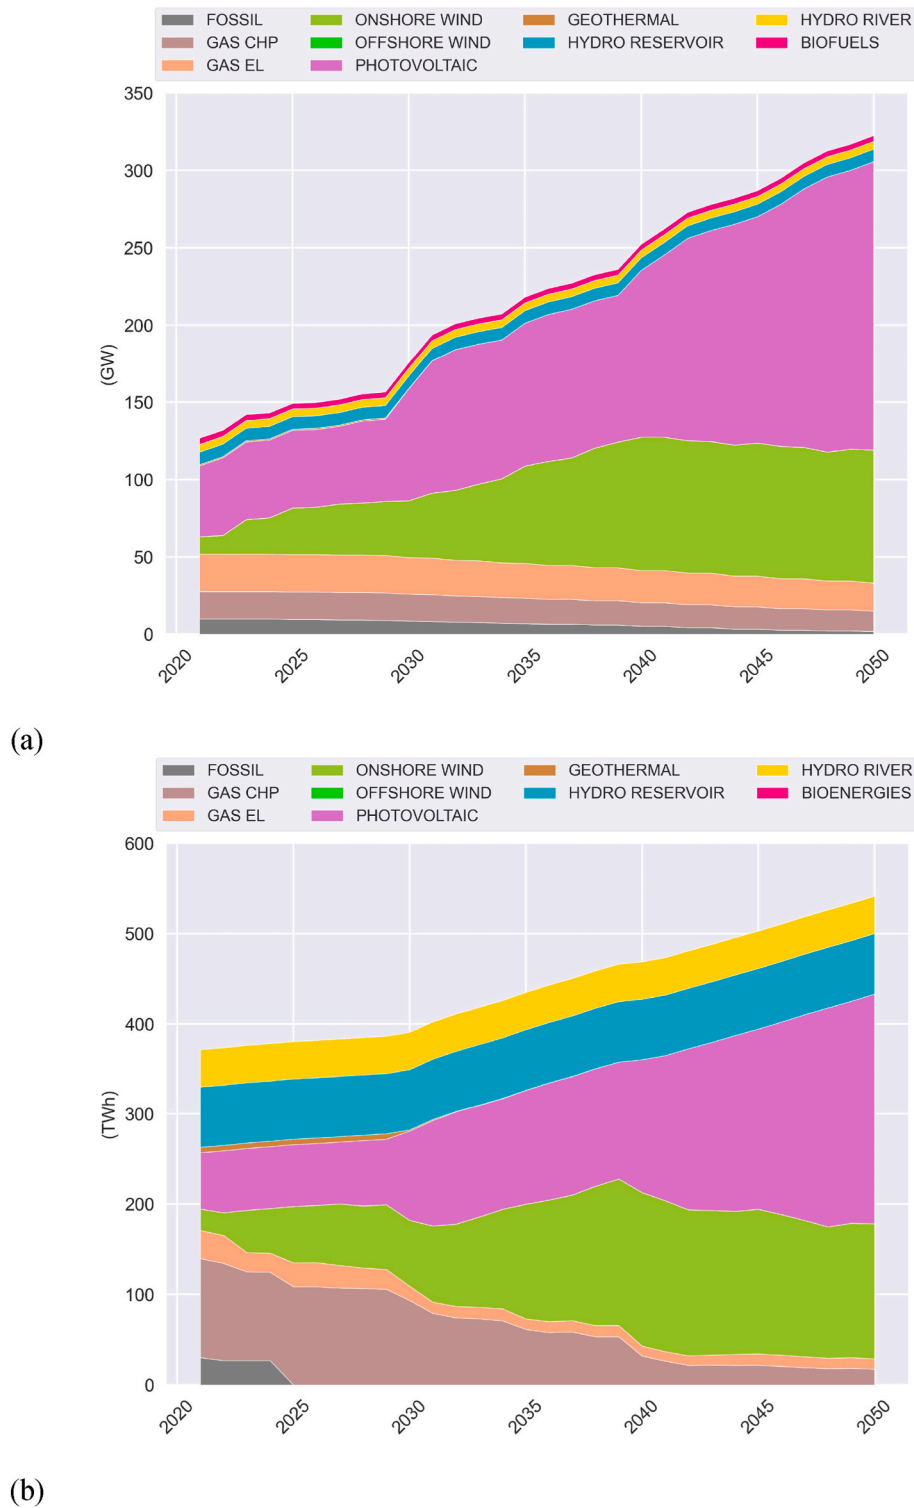 FOSSIL ONSHORE WIND GEOTHERMAL HYDRO RIVER
GAS CHP OFFSHORE WIND HYDRO RESERVOIR BIOFUELS
GAS EL PHOTOVOLTAIC
350
300
250
200
150
100
50
0
(GW)
2020 2025 2030 2035 2040 2045 2050
(a)
FOSSIL ONSHORE WIND GEOTHERMAL HYDRO RIVER
GAS CHP OFFSHORE WIND HYDRO RESERVOIR BIOENERGIES
GAS EL PHOTOVOLTAIC
600
500
400
300
200
100
0
(TWh)
2020 2025 2030 2035 2040 2045 2050
(b)